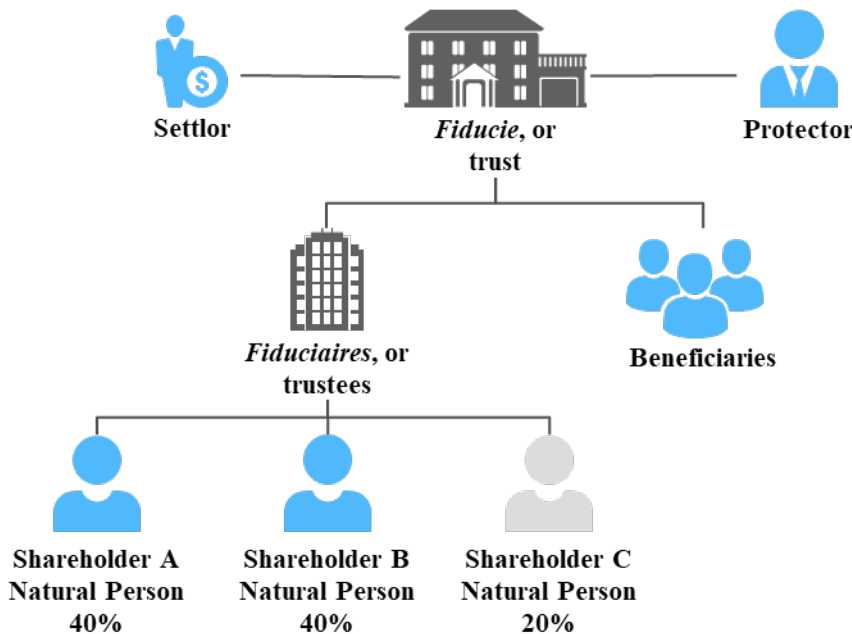 $
Settlor
Fiducie, or
trust
Protector
Fiduciaires, or
trustees
Beneficiaries
Shareholder A
Natural Person
40%
Shareholder B
Natural Person
40%
Shareholder C
Natural Person
20%